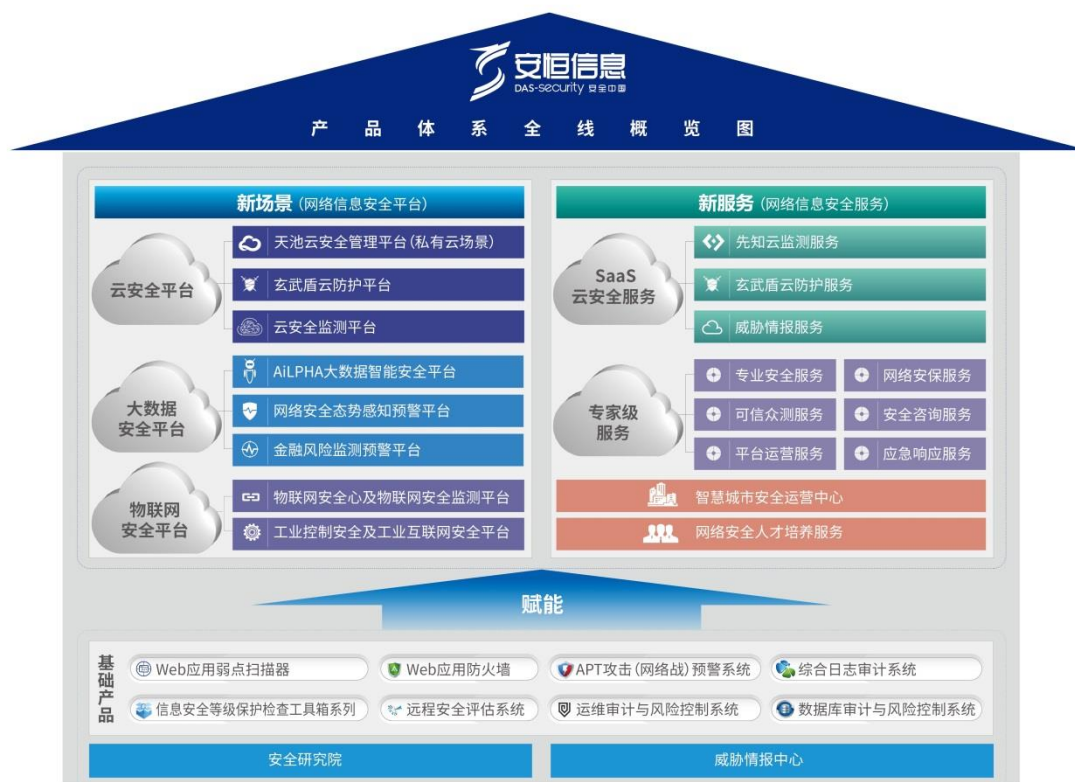 安恒信息
DAS-security 安全中国
产品体系全线概览图
新场景(网络信息安全平台)
云安全平台
天池云安全管理平台(私有云场景)
玄武盾云防护平台
云安全监测平台
大数据
安全平台
AiLPHA大数据智能安全平台
网络安全态势感知预警平台
金融风险监测预警平台
物联网
安全平台
物联网安全心及物联网安全监测平台
工业控制安全及工业互联网安全平台
新服务(网络信息安全服务)
SaaS
云安全服务
先知云监测服务
玄武盾云防护服务
威胁情报服务
专家级
服务
专业安全服务
网络安保服务
可信众测服务
安全咨询服务
平台运营服务
应急响应服务
智慧城市安全运营中心
网络安全人才培养服务
赋能
基础产品
Web应用弱点扫描器
Web应用防火墙
APT攻击(网络战)预警系统
综合日志审计系统
信息安全等级保护检查工具箱系列
远程安全评估系统
运维审计与风险控制系统
数据库审计与风险控制系统
安全研究院
威胁情报中心